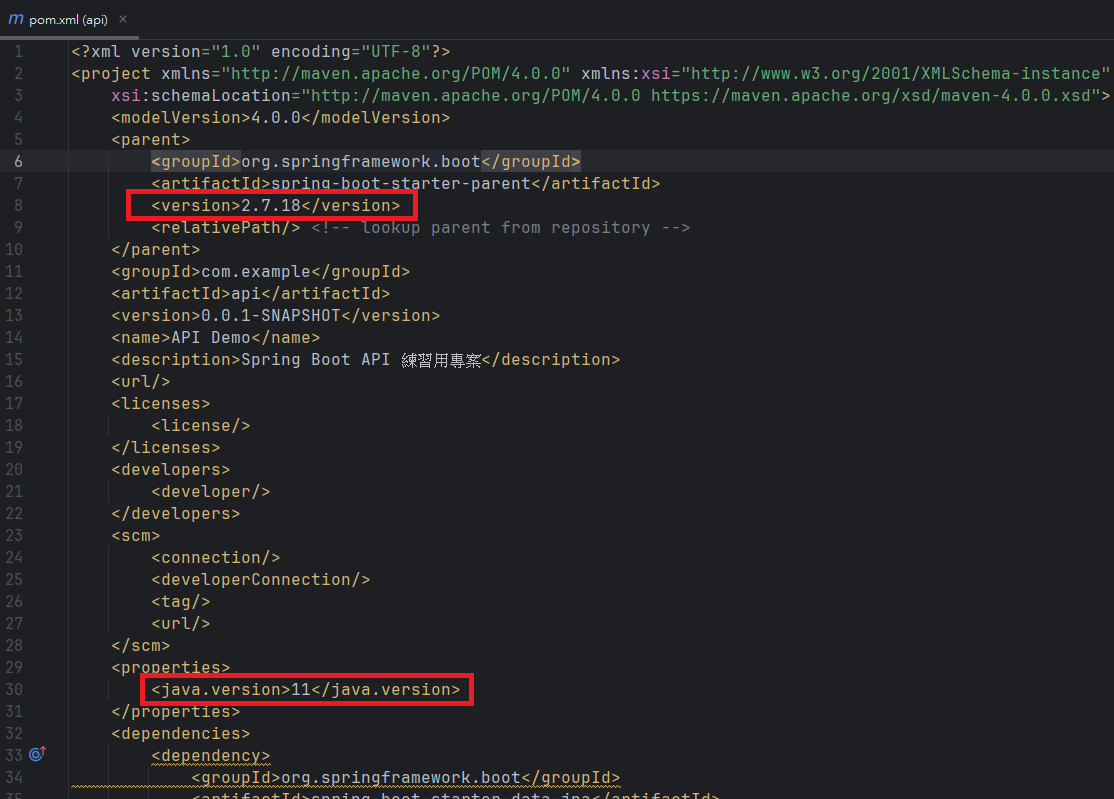 m pom.xml (api) ×
1 <?xml version="1.0" encoding="UTF-8"?>
2 <project xmlns="http://maven.apache.org/POM/4.0.0" xmlns:xsi="http://www.w3.org/2001/XMLSchema-instance"
3 xsi:schemaLocation="http://maven.apache.org/POM/4.0.0 https://maven.apache.org/xsd/maven-4.0.0.xsd">
4 <modelVersion>4.0.0</modelVersion>
5 <parent>
6 <groupId>org.springframework.boot</groupId>
7 <artifactId>spring-boot-starter-parent</artifactId>
8 <version>2.7.18</version>
9 <relativePath/> <!-- lookup parent from repository -->
10 </parent>
11 <groupId>com.example</groupId>
12 <artifactId>api</artifactId>
13 <version>0.0.1-SNAPSHOT</version>
14 <name>API Demo</name>
15 <description>Spring Boot API 練習用專案</description>
16 <url/>
17 <licenses>
18 <license/>
19 </licenses>
20 <developers>
21 <developer/>
22 </developers>
23 <scm>
24 <connection/>
25 <developerConnection/>
26 <tag/>
27 <url/>
28 </scm>
29 <properties>
30 <java.version>11</java.version>
31 </properties>
32 <dependencies>
33 <dependency>
34 <groupId>org.springframework.boot</groupId>
35 <artifactId>spring-boot-starter-data-jpa</artifactId>